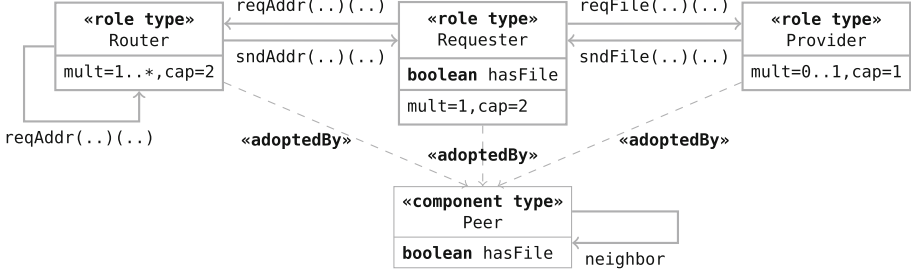 «role type»
Router
mult=1..*,cap=2
reqAddr(..)(..)
reqAddr(..)(..)
sndAddr(..)(..)
«role type»
Requester
boolean hasFile
mult=1,cap=2
reqFile(..)(..)
sndFile(..)(..)
«role type»
Provider
mult=0..1,cap=1
«adoptedBy»
«adoptedBy»
«adoptedBy»
«component type»
Peer
boolean hasFile
neighbor